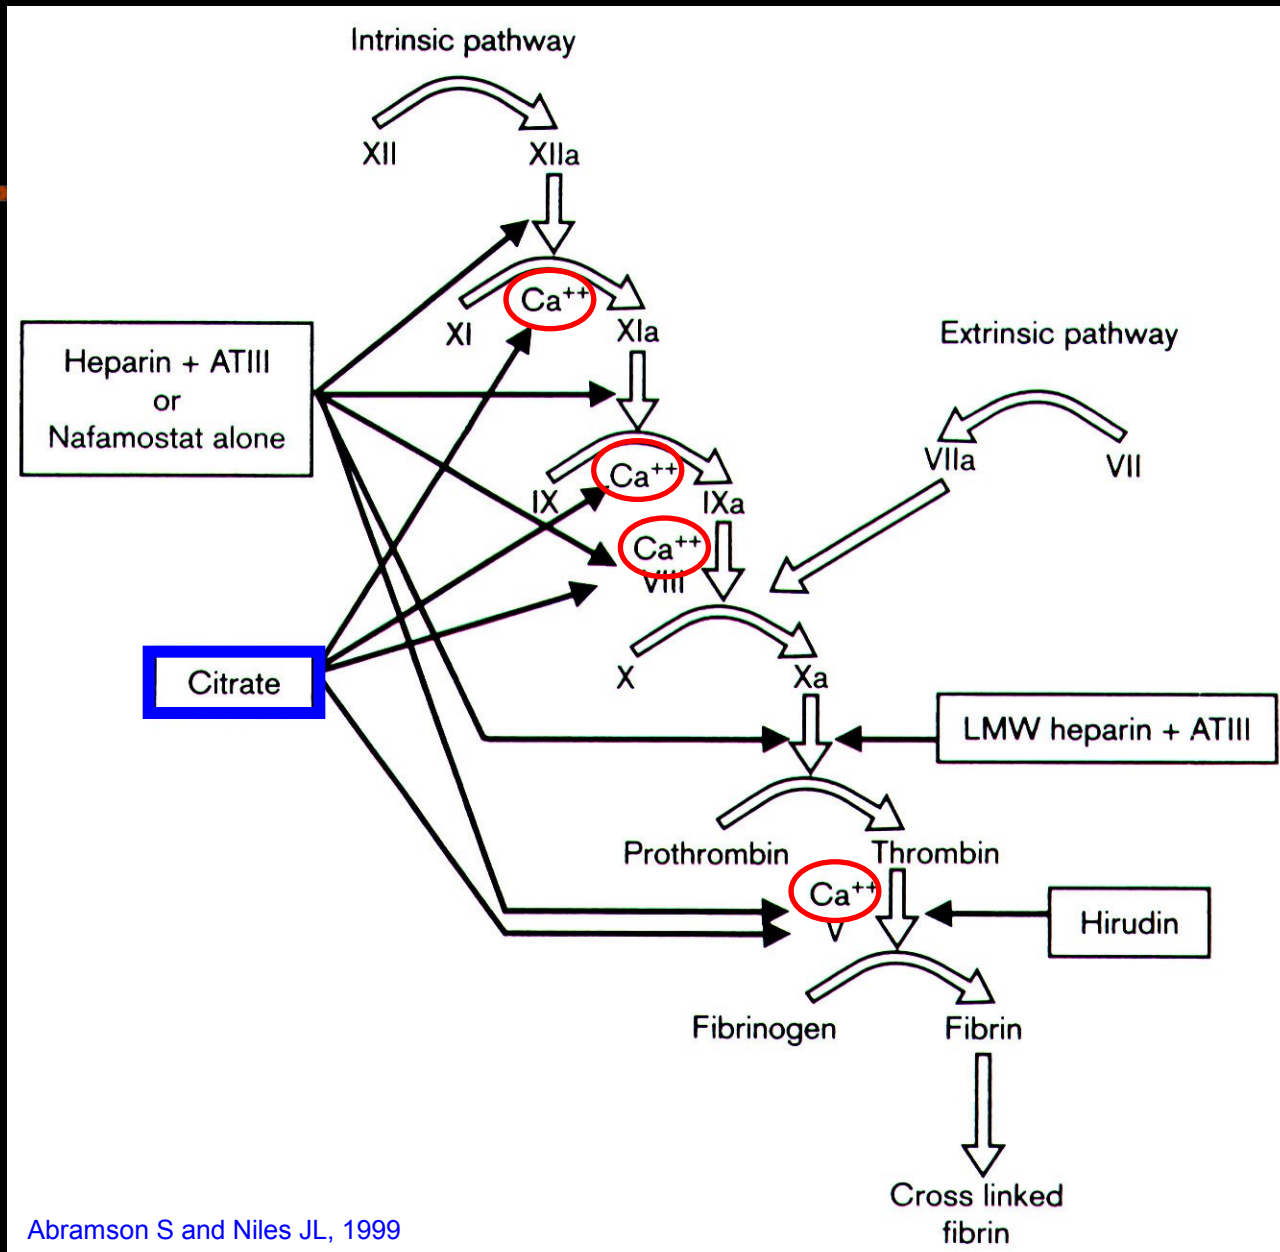 Intrinsic pathway
XII
XIIa
Ca++
XI
XIa
Heparin + ATIII
or
Nafamostat alone
Extrinsic pathway
Ca++
IX
IXa
VIIa
VII
Ca++
VIII
Citrate
X
Xa
LMW heparin + ATIII
Prothrombin
Thrombin
Ca++
V
Hirudin
Fibrinogen
Fibrin
Cross linked
fibrin
Abramson S and Niles JL, 1999